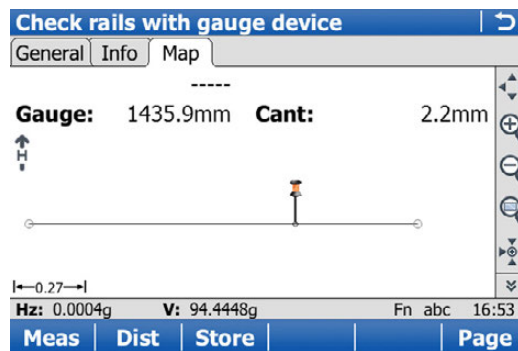 Check rails with gauge device
General Info Map
-----
Gauge: 1435.9mm Cant: 2.2mm
H
0.27
Hz: 0.0004g V: 94.4448g Fn abc 16:53
Meas Dist Store Page